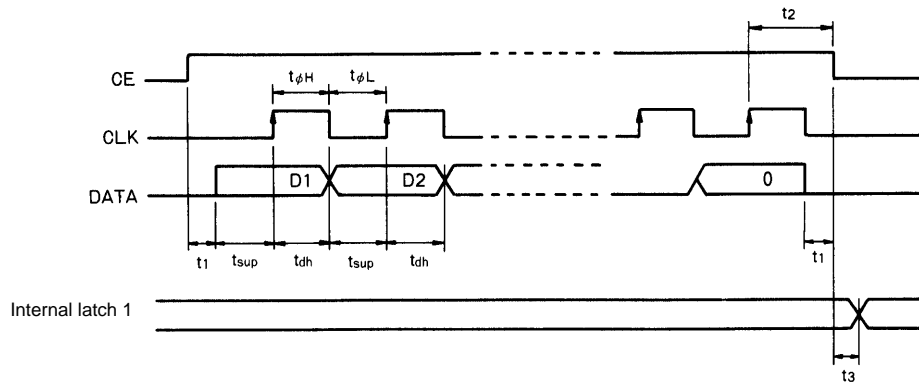 t2
CE
tφH tφL
CLK
D1 D2 0
DATA
t1 tsup tdh tsup tdh t1
Internal latch 1
t3